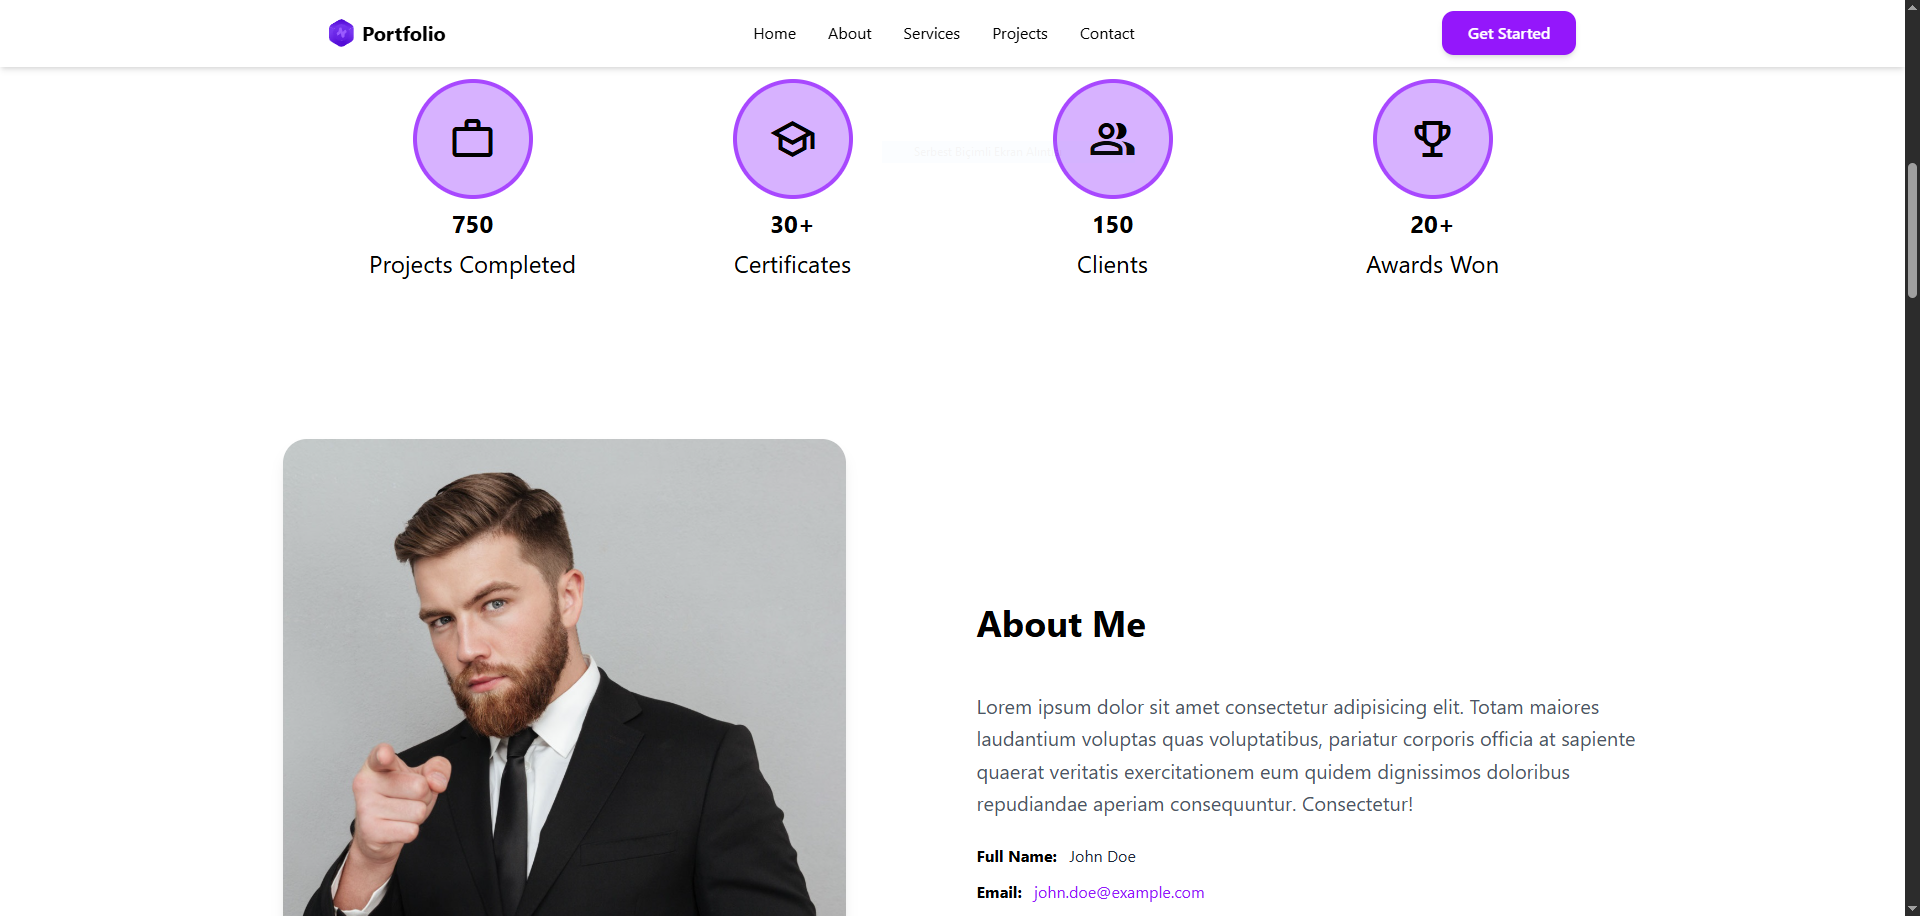 Portfolio
Home About Services Projects Contact
Get Started
750 30+ 150 20+
Projects Completed Certificates Clients Awards Won
About Me
Lorem ipsum dolor sit amet consectetur adipisicing elit. Totam maiores
laudantium voluptas quas voluptatibus, pariatur corporis officia at sapiente
quaerat veritatis exercitationem eum quidem dignissimos doloribus
repudiandae aperiam consequuntur. Consectetur!
Full Name: John Doe
Email: john.doe@example.com